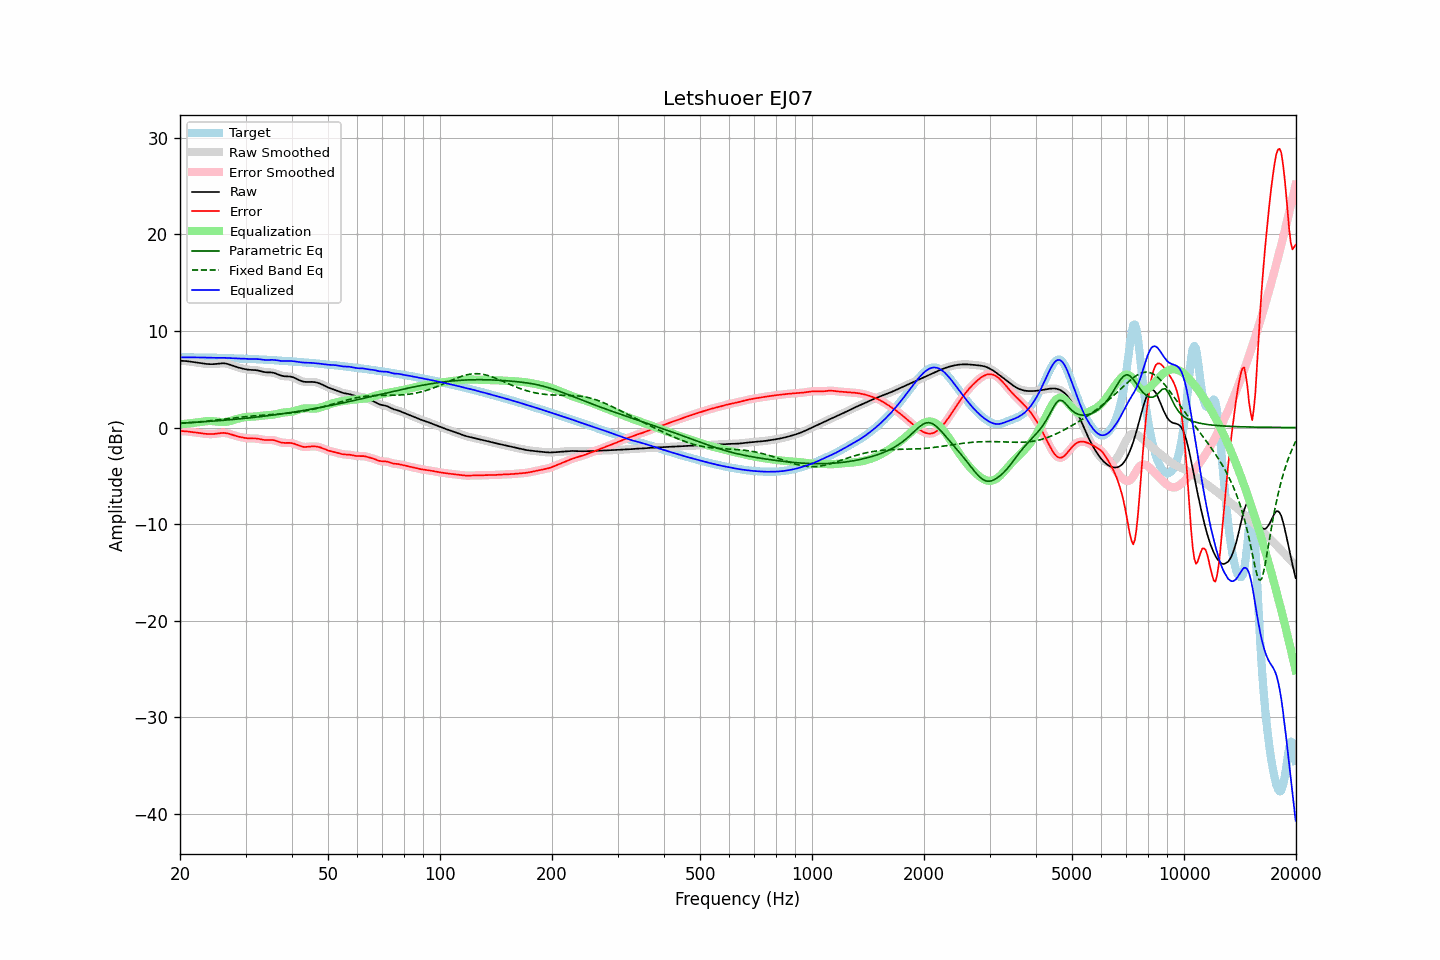 Letshuoer EJ07
30
20
10
0
−10
−20
−30
−40
Amplitude (dBr)
Target
Raw Smoothed
Error Smoothed
Raw
Error
Equalization
Parametric Eq
Fixed Band Eq
Equalized
20 50 100 200 500 1000 2000 5000 10000 20000
Frequency (Hz)